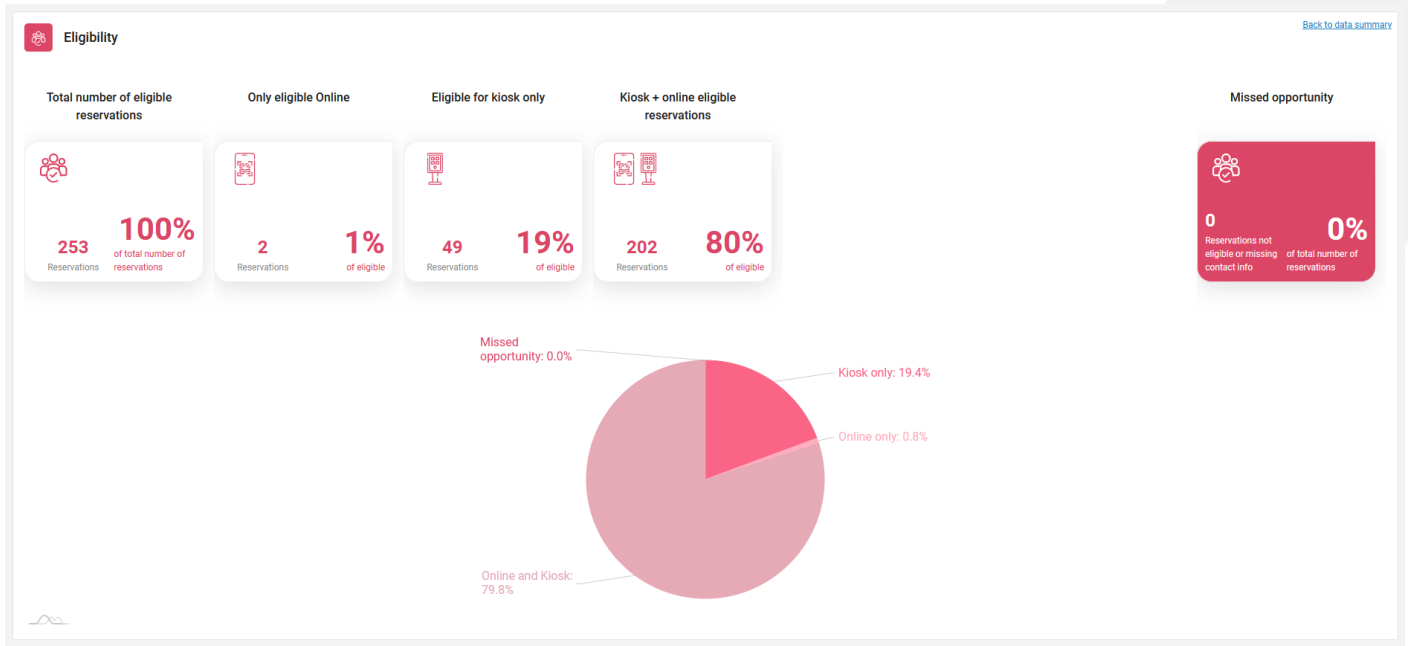 Back to data summary
Eligibility
Total number of eligible
reservations
Only eligible Online
Eligible for kiosk only
Kiosk + online eligible
reservations
Missed opportunity
253
Reservations
100%
of total number of
reservations
2
Reservations
1%
of eligible
49
Reservations
19%
of eligible
202
Reservations
80%
of eligible
0
Reservations not
eligible or missing
contact info
0%
of total number of
reservations
Missed
opportunity: 0.0%
Kiosk only: 19.4%
Online only: 0.8%
Online and Kiosk:
79.8%